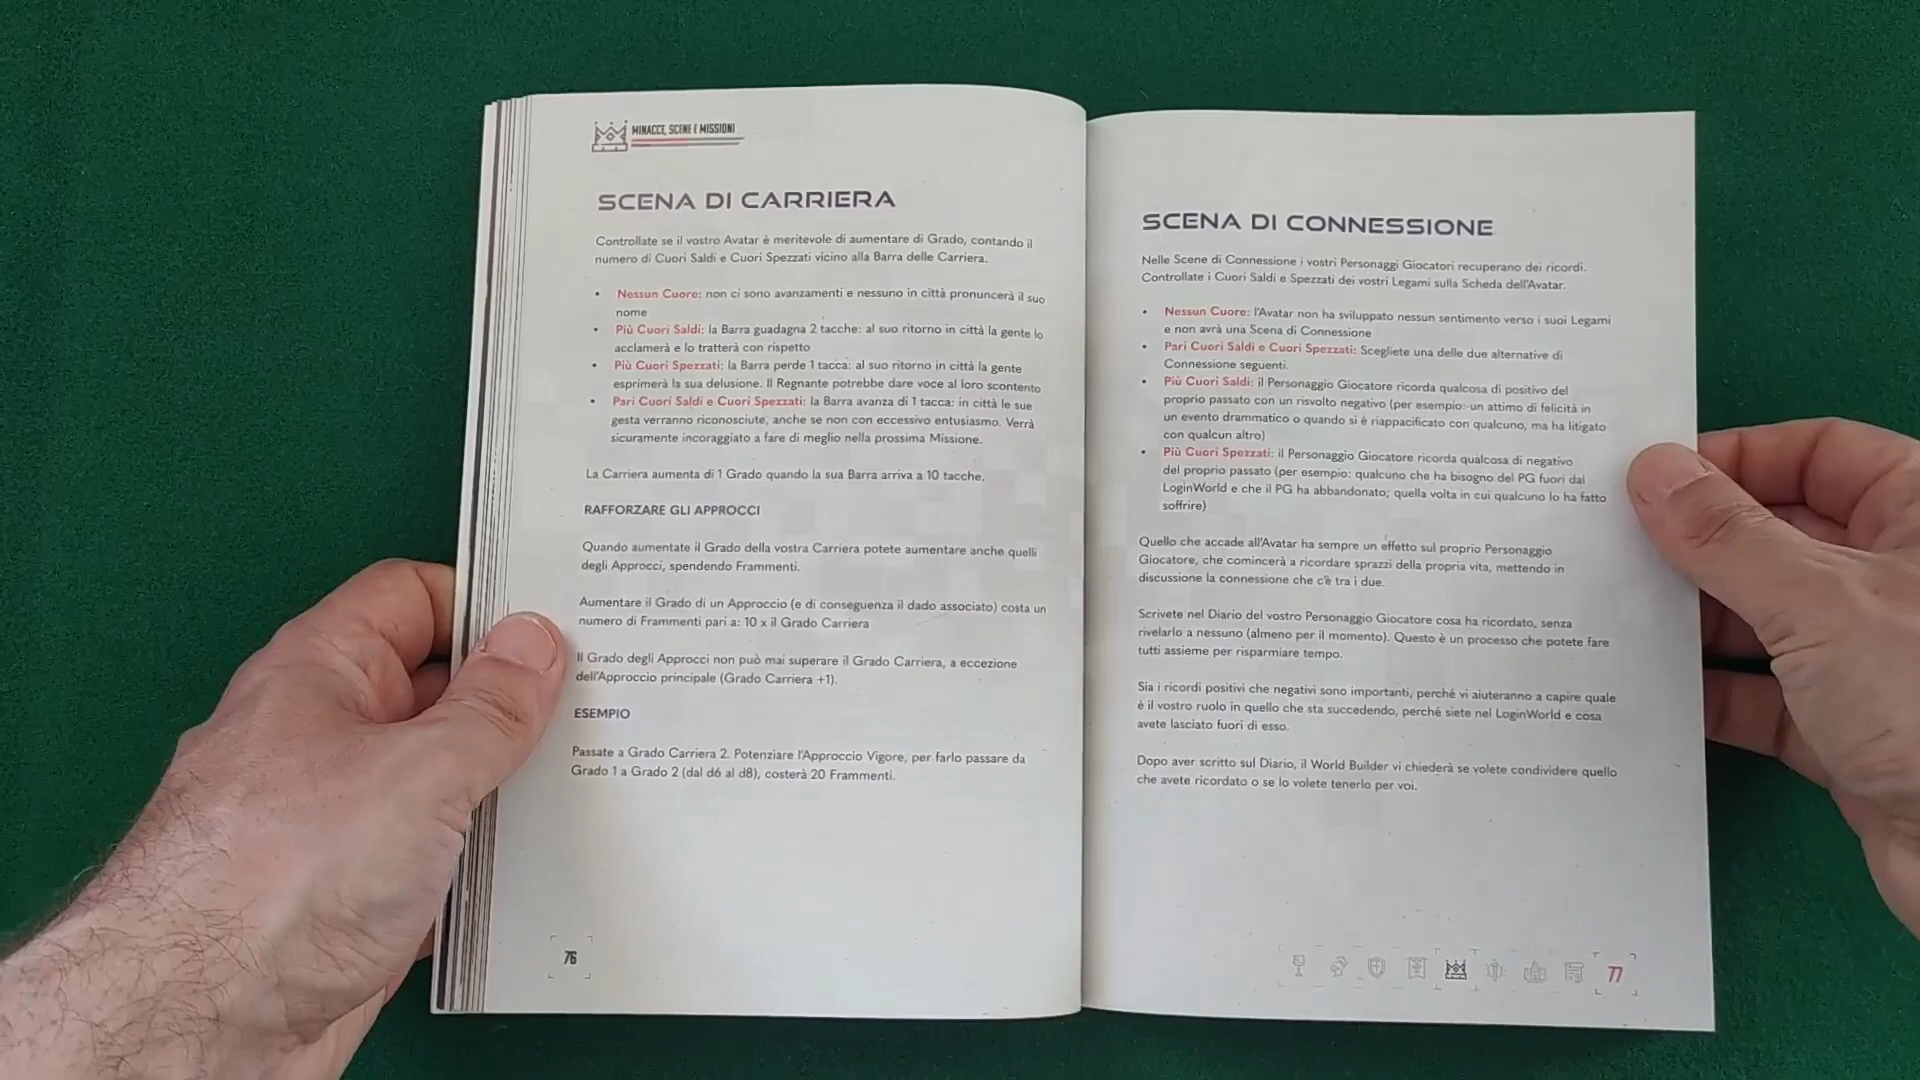 MINACCE, SCENE E MISSIONI
SCENA DI CARRIERA
Controllate se il vostro Avatar è meritevole di aumentare di Grado, contando il
numero di Cuori Saldi e Cuori Spezzati vicino alla Barra delle Carriera.
• Nessun Cuore: non ci sono avanzamenti e nessuno in città pronuncerà il suo
nome
• Più Cuori Saldi: la Barra guadagna 2 tacche: al suo ritorno in città la gente lo
acclamerà e lo tratterà con rispetto
• Più Cuori Spezzati: la Barra perde 1 tacca: al suo ritorno in città la gente
esprimerà la sua delusione. Il Regnante potrebbe dare voce al loro scontento
• Pari Cuori Saldi e Cuori Spezzati: la Barra avanza di 1 tacca: in città le sue
gesta verranno riconosciute, anche se non con eccessivo entusiasmo. Verrà
sicuramente incoraggiato a fare di meglio nella prossima Missione.
La Carriera aumenta di 1 Grado quando la sua Barra arriva a 10 tacche.
RAFFORZARE GLI APPROCCI
Quando aumentate il Grado della vostra Carriera potete aumentare anche quelli
degli Approcci, spendendo Frammenti.
Aumentare il Grado di un Approccio (e di conseguenza il dado associato) costa un
numero di Frammenti pari a: 10 x il Grado Carriera
Il Grado degli Approcci non può mai superare il Grado Carriera, a eccezione
dell'Approccio principale (Grado Carriera +1).
ESEMPIO
Passate a Grado Carriera 2. Potenziare l'Approccio Vigore, per farlo passare da
Grado 1 a Grado 2 (dal d6 al d8), costerà 20 Frammenti.
76
SCENA DI CONNESSIONE
Nelle Scene di Connessione i vostri Personaggi Giocatori recuperano dei ricordi.
Controllate i Cuori Saldi e Spezzati dei vostri Legami sulla Scheda dell'Avatar.
• Nessun Cuore: l'Avatar non ha sviluppato nessun sentimento verso i suoi Legami
e non avrà una Scena di Connessione
• Pari Cuori Saldi e Cuori Spezzati: Scegliete una delle due alternative di
Connessione seguenti.
• Più Cuori Saldi: il Personaggio Giocatore ricorda qualcosa di positivo del
proprio passato con un risvolto negativo (per esempio: un attimo di felicità in
un evento drammatico o quando si è riappacificato con qualcuno, ma ha litigato
con qualcun altro)
• Più Cuori Spezzati: il Personaggio Giocatore ricorda qualcosa di negativo
del proprio passato (per esempio: qualcuno che ha bisogno del PG fuori dal
LoginWorld e che il PG ha abbandonato; quella volta in cui qualcuno lo ha fatto
soffrire)
Quello che accade all'Avatar ha sempre un effetto sul proprio Personaggio
Giocatore, che comincerà a ricordare sprazzi della propria vita, mettendo in
discussione la connessione che c'è tra i due.
Scrivete nel Diario del vostro Personaggio Giocatore cosa ha ricordato, senza
rivelarlo a nessuno (almeno per il momento). Questo è un processo che potete fare
tutti assieme per risparmiare tempo.
Sia i ricordi positivi che negativi sono importanti, perché vi aiuteranno a capire quale
è il vostro ruolo in quello che sta succedendo, perché siete nel LoginWorld e cosa
avete lasciato fuori di esso.
Dopo aver scritto sul Diario, il World Builder vi chiederà se volete condividere quello
che avete ricordato o se lo volete tenerlo per voi.
77